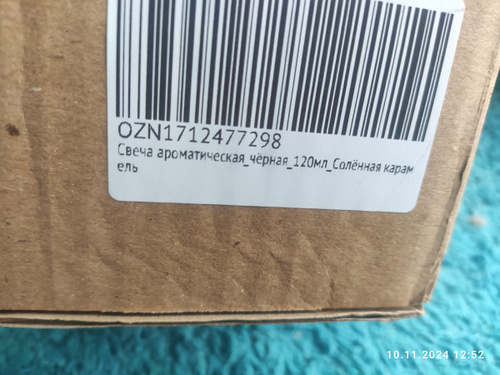 OZN1712477298
Свеча ароматическая_чёрная_120мл_Солённая карам
ель
10.11.2024 12:52